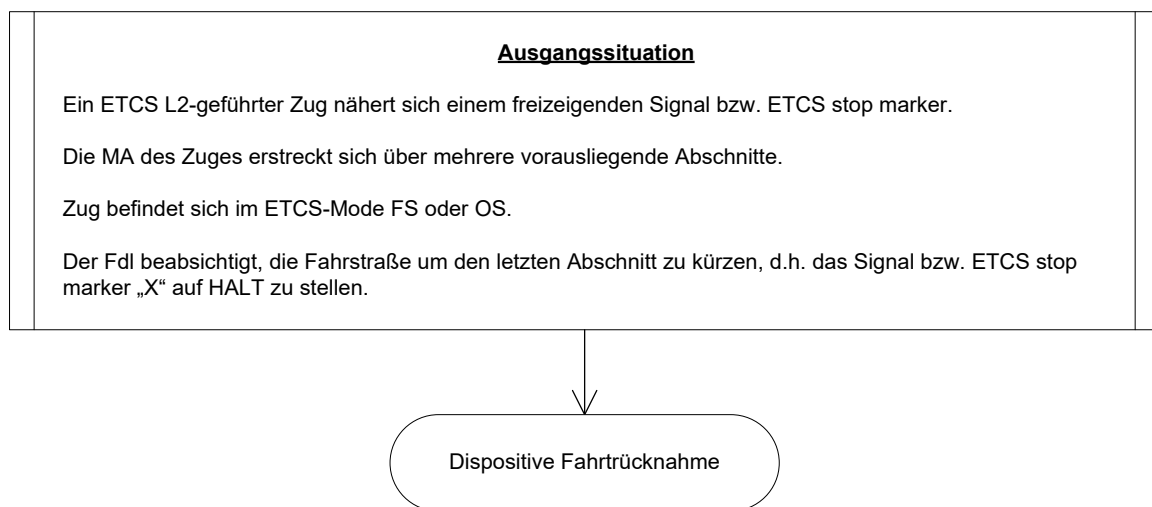 Ausgangssituation
Ein ETCS L2-geführter Zug nähert sich einem freizeigenden Signal bzw. ETCS stop marker.
Die MA des Zuges erstreckt sich über mehrere vorausliegende Abschnitte.
Zug befindet sich im ETCS-Mode FS oder OS.
Der Fdl beabsichtigt, die Fahrstraße um den letzten Abschnitt zu kürzen, d.h. das Signal bzw. ETCS stop
marker „X“ auf HALT zu stellen.
Dispositive Fahrtrücknahme